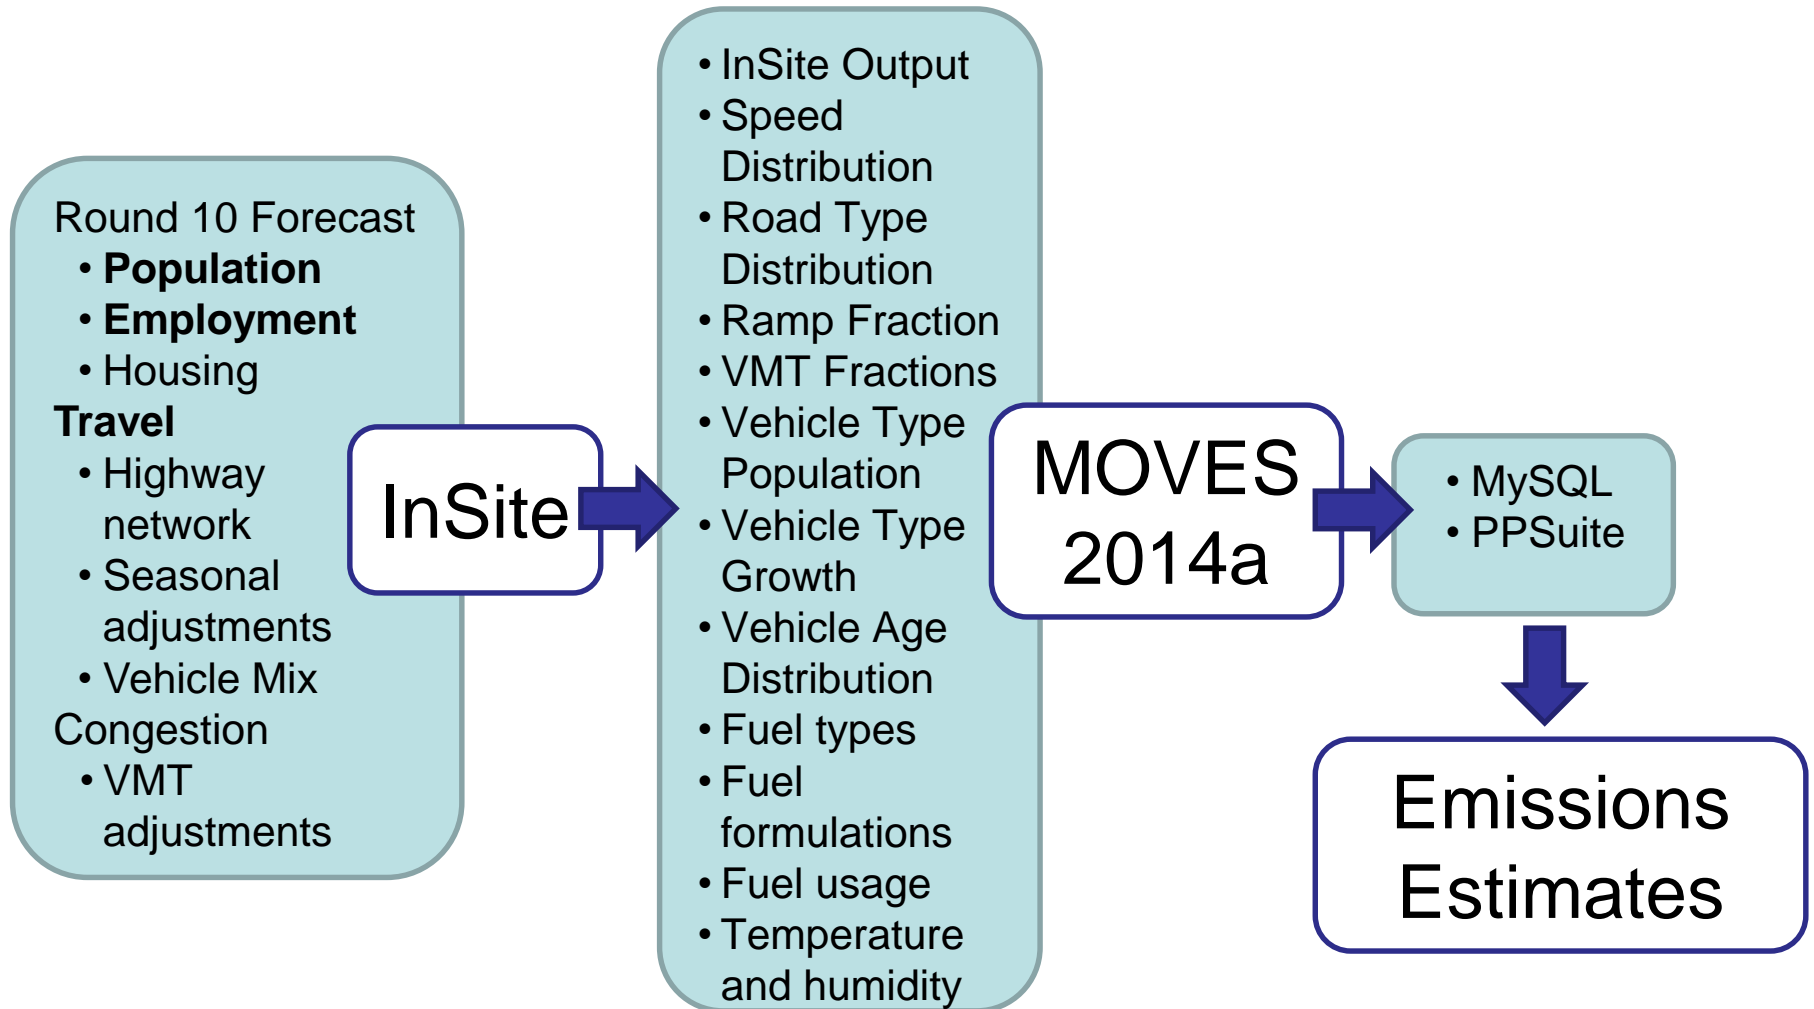 Round 10 Forecast
• Population
• Employment
• Housing
Travel
• Highway
network
• Seasonal
adjustments
• Vehicle Mix
Congestion
• VMT
adjustments
InSite
• InSite Output
• Speed
Distribution
• Road Type
Distribution
• Ramp Fraction
• VMT Fractions
• Vehicle Type
Population
• Vehicle Type
Growth
• Vehicle Age
Distribution
• Fuel types
• Fuel
formulations
• Fuel usage
• Temperature
and humidity
MOVES
2014a
• MySQL
• PPSuite
Emissions
Estimates